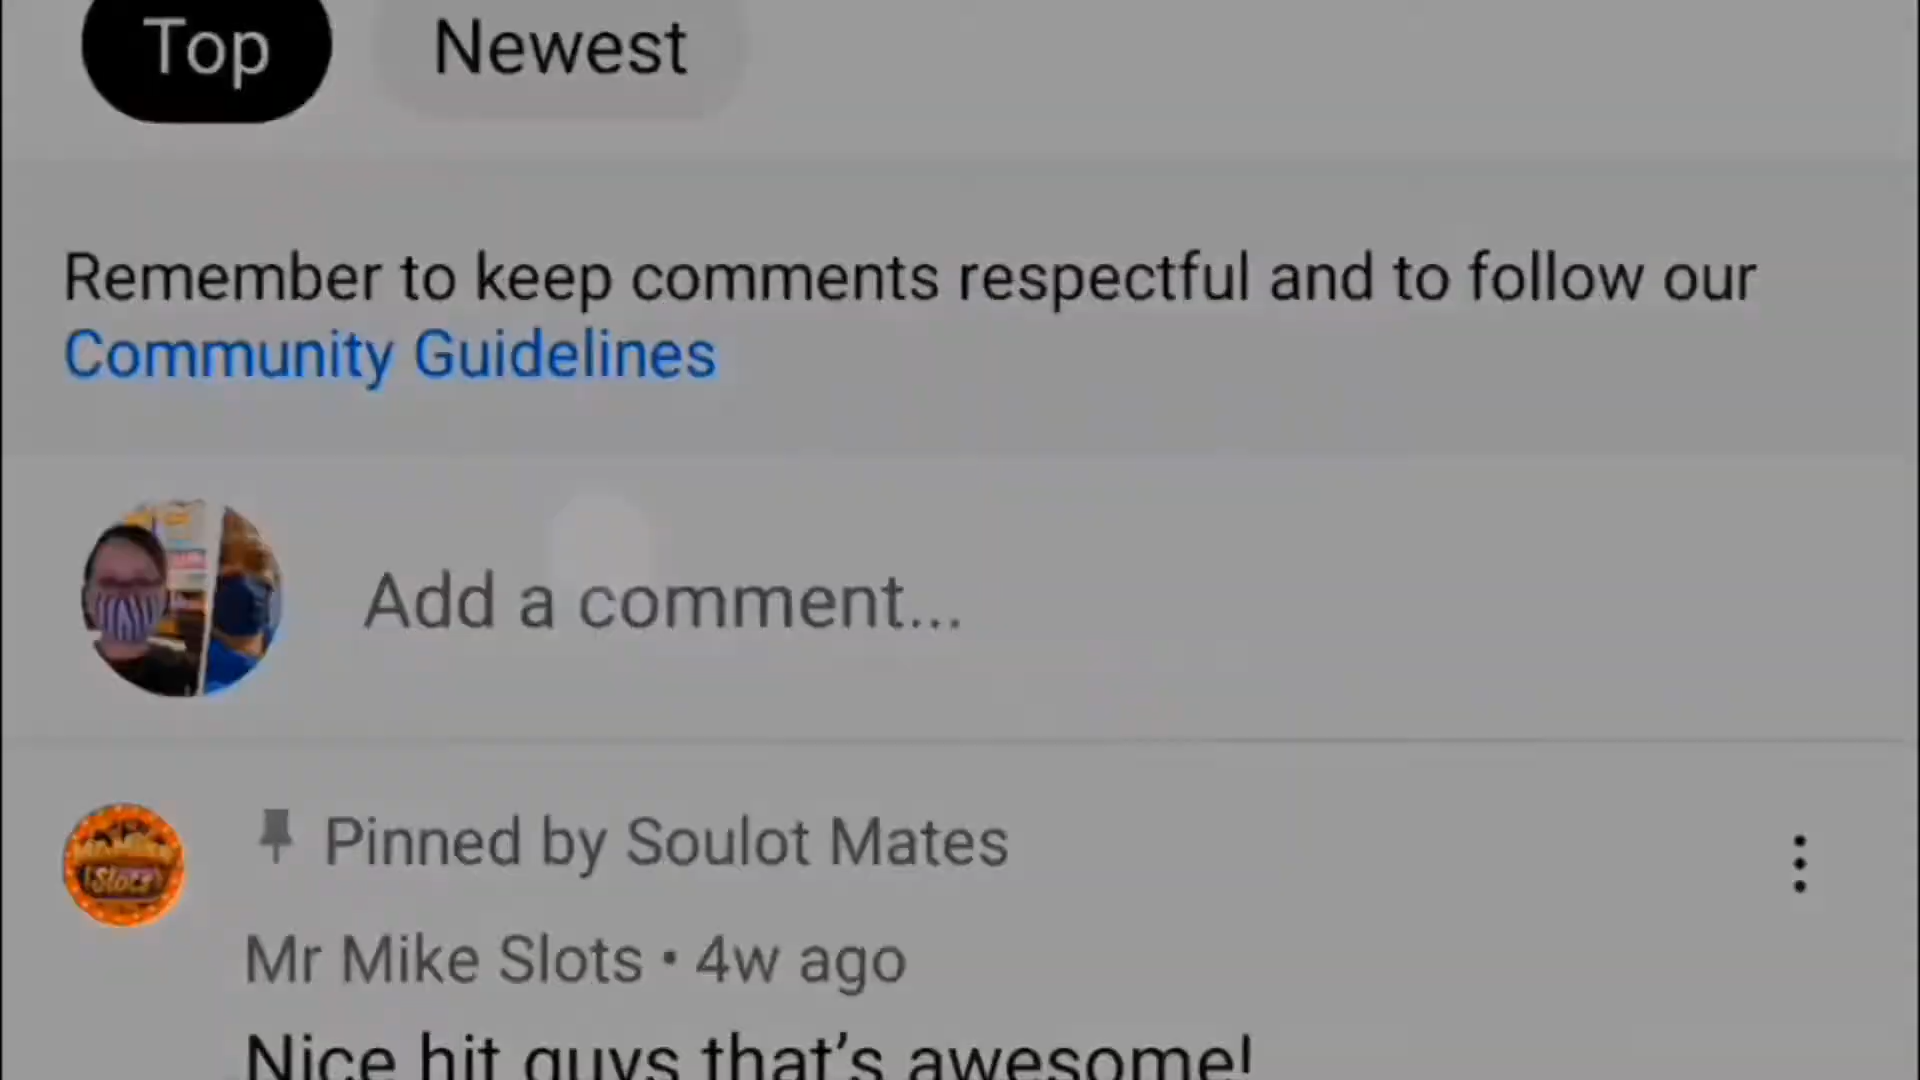 Top Newest
Remember to keep comments respectful and to follow our
Community Guidelines
Add a comment...
Pinned by Soulot Mates
Mr Mike Slots • 4w ago
Nice hit guys that's awesome!